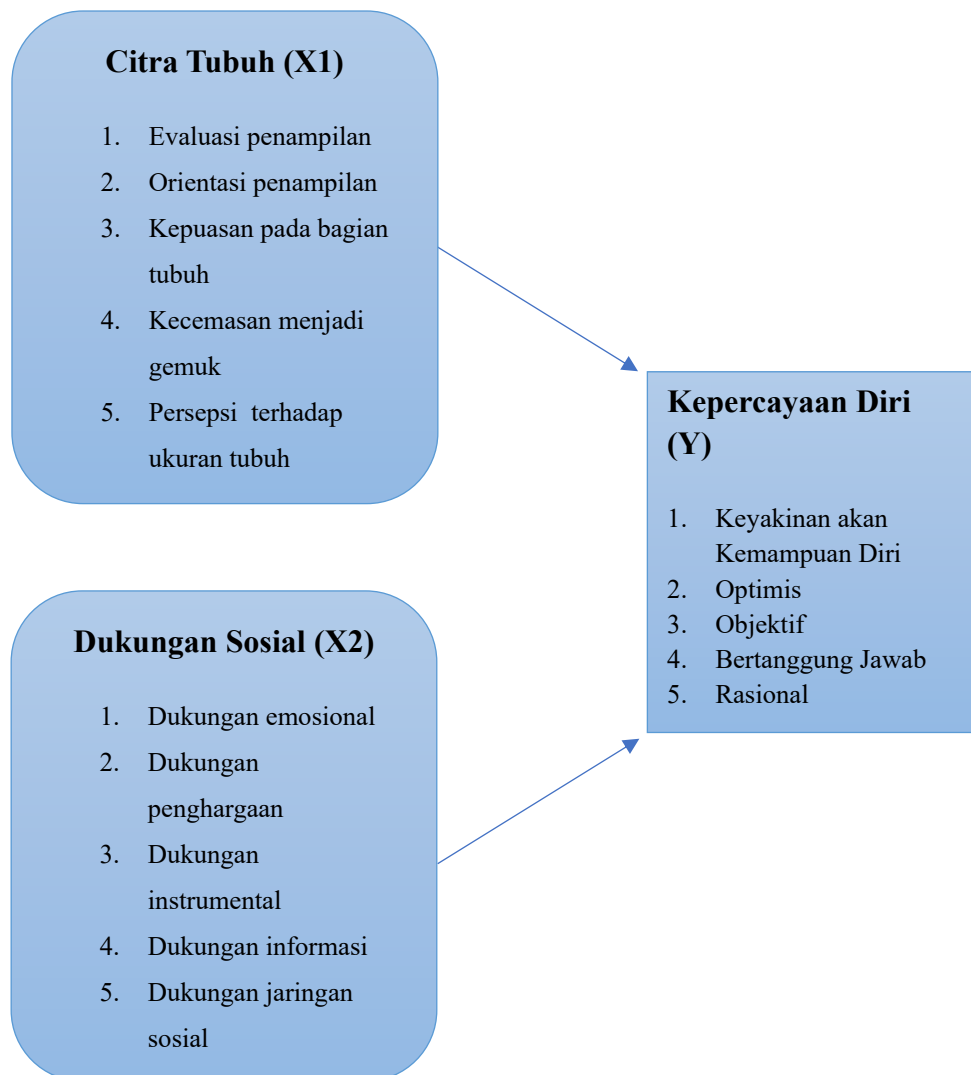 Citra Tubuh (X1)
1. Evaluasi penampilan
2. Orientasi penampilan
3. Kepuasan pada bagian
tubuh
4. Kecemasan menjadi
gemuk
5. Persepsi terhadap
ukuran tubuh
Dukungan Sosial (X2)
1. Dukungan emosional
2. Dukungan
penghargaan
3. Dukungan
instrumental
4. Dukungan informasi
5. Dukungan jaringan
sosial
Kepercayaan Diri
(Y)
1. Keyakinan akan
Kemampuan Diri
2. Optimis
3. Objektif
4. Bertanggung Jawab
5. Rasional